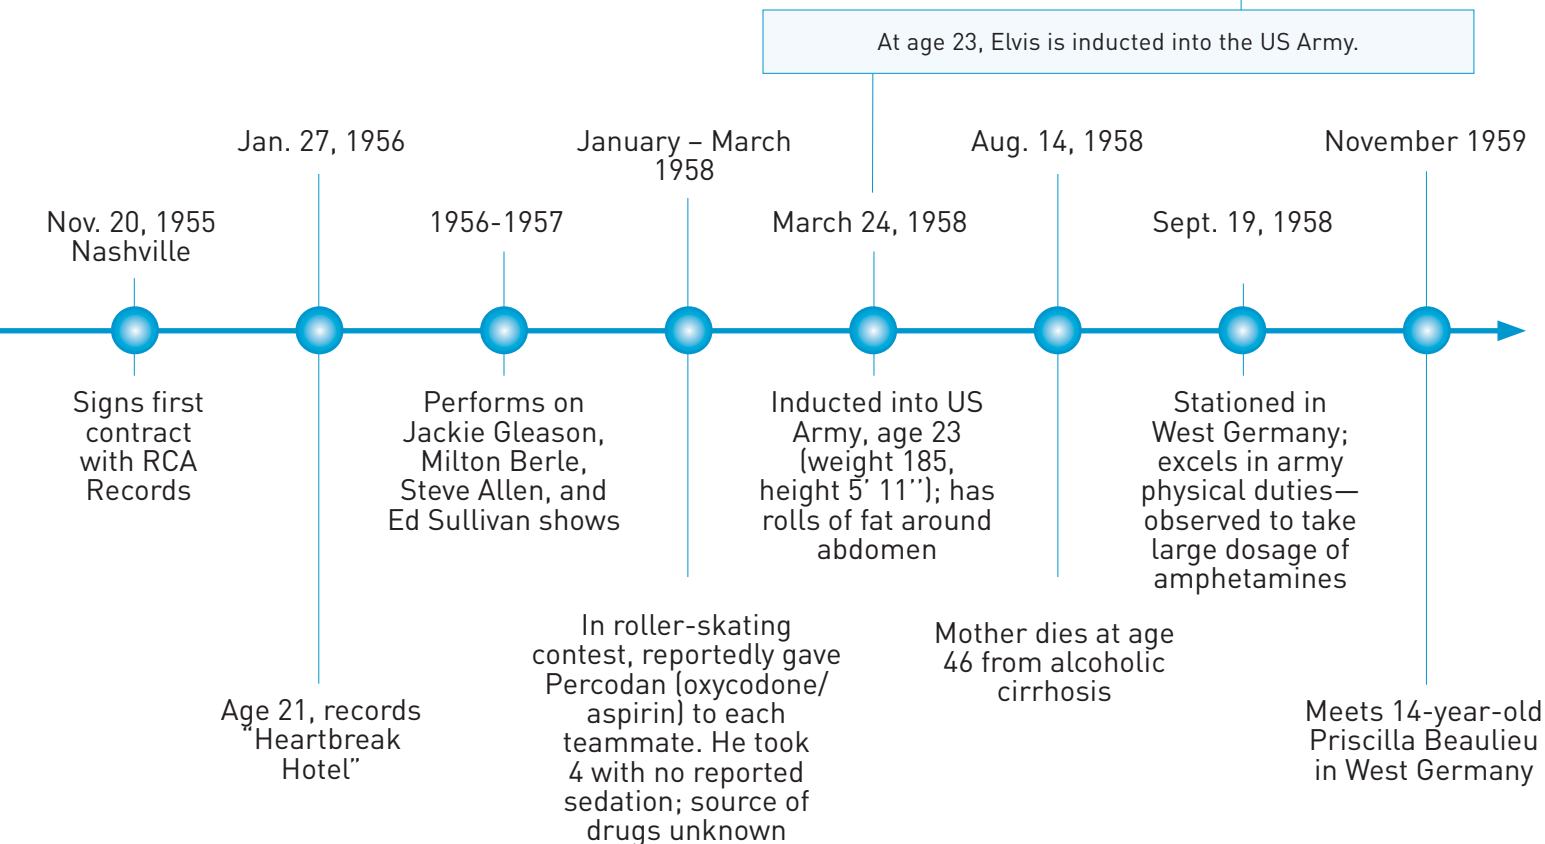 At age 23, Elvis is inducted into the US Army.
Nov. 20, 1955
Nashville
Signs first
contract
with RCA
Records
Jan. 27, 1956
Age 21, records
“Heartbreak
Hotel”
1956-1957
Performs on
Jackie Gleason,
Milton Berle,
Steve Allen, and
Ed Sullivan shows
January – March
1958
In roller-skating
contest, reportedly gave
Percodan (oxycodone/
aspirin) to each
teammate. He took
4 with no reported
sedation; source of
drugs unknown
March 24, 1958
Inducted into US
Army, age 23
(weight 185,
height 5’ 11’’); has
rolls of fat around
abdomen
Aug. 14, 1958
Mother dies at age
46 from alcoholic
cirrhosis
Sept. 19, 1958
Stationed in
West Germany;
excels in army
physical duties—
observed to take
large dosage of
amphetamines
November 1959
Meets 14-year-old
Priscilla Beaulieu
in West Germany